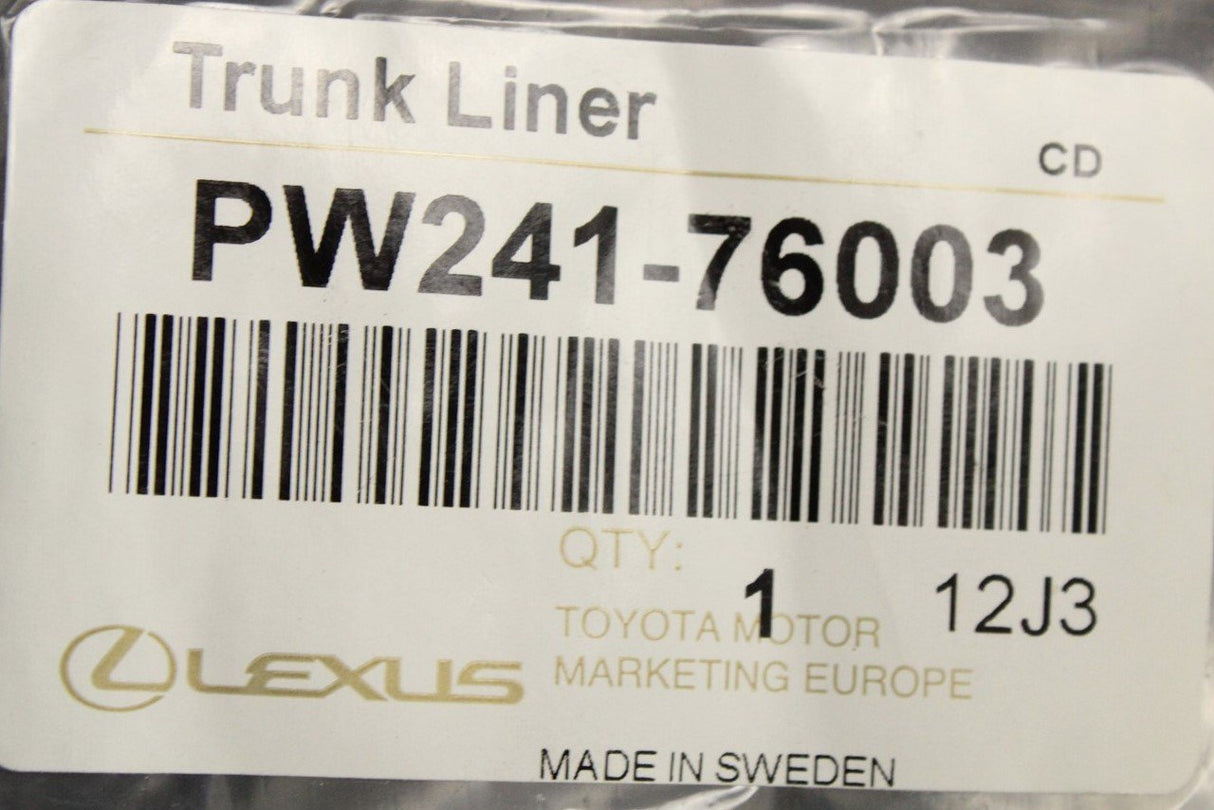 Trunk Liner
CD
PW241-76003
QTY:
1
12J3
TOYOTA MOTOR
MARKETING EUROPE
LEXUS
MADE IN SWEDEN